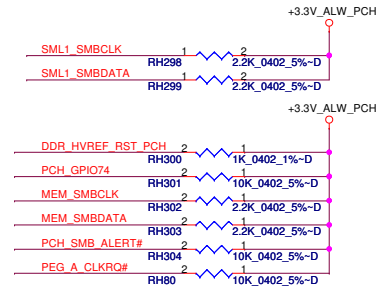 +3.3V_ALW_PCH
SML1_SMBCLK 1 2
RH298 2.2K_0402_5%~D
SML1_SMBDATA 1 2
RH299 2.2K_0402_5%~D
+3.3V_ALW_PCH
DDR_HVREF_RST_PCH 2 1
RH300 1K_0402_1%~D
PCH_GPIO74 2 1
RH301 10K_0402_5%~D
MEM_SMBCLK 2 1
RH302 2.2K_0402_5%~D
MEM_SMBDATA 2 1
RH303 2.2K_0402_5%~D
PCH_SMB_ALERT# 2 1
RH304 10K_0402_5%~D
PEG_A_CLKRQ# 2 1
RH80 10K_0402_5%~D